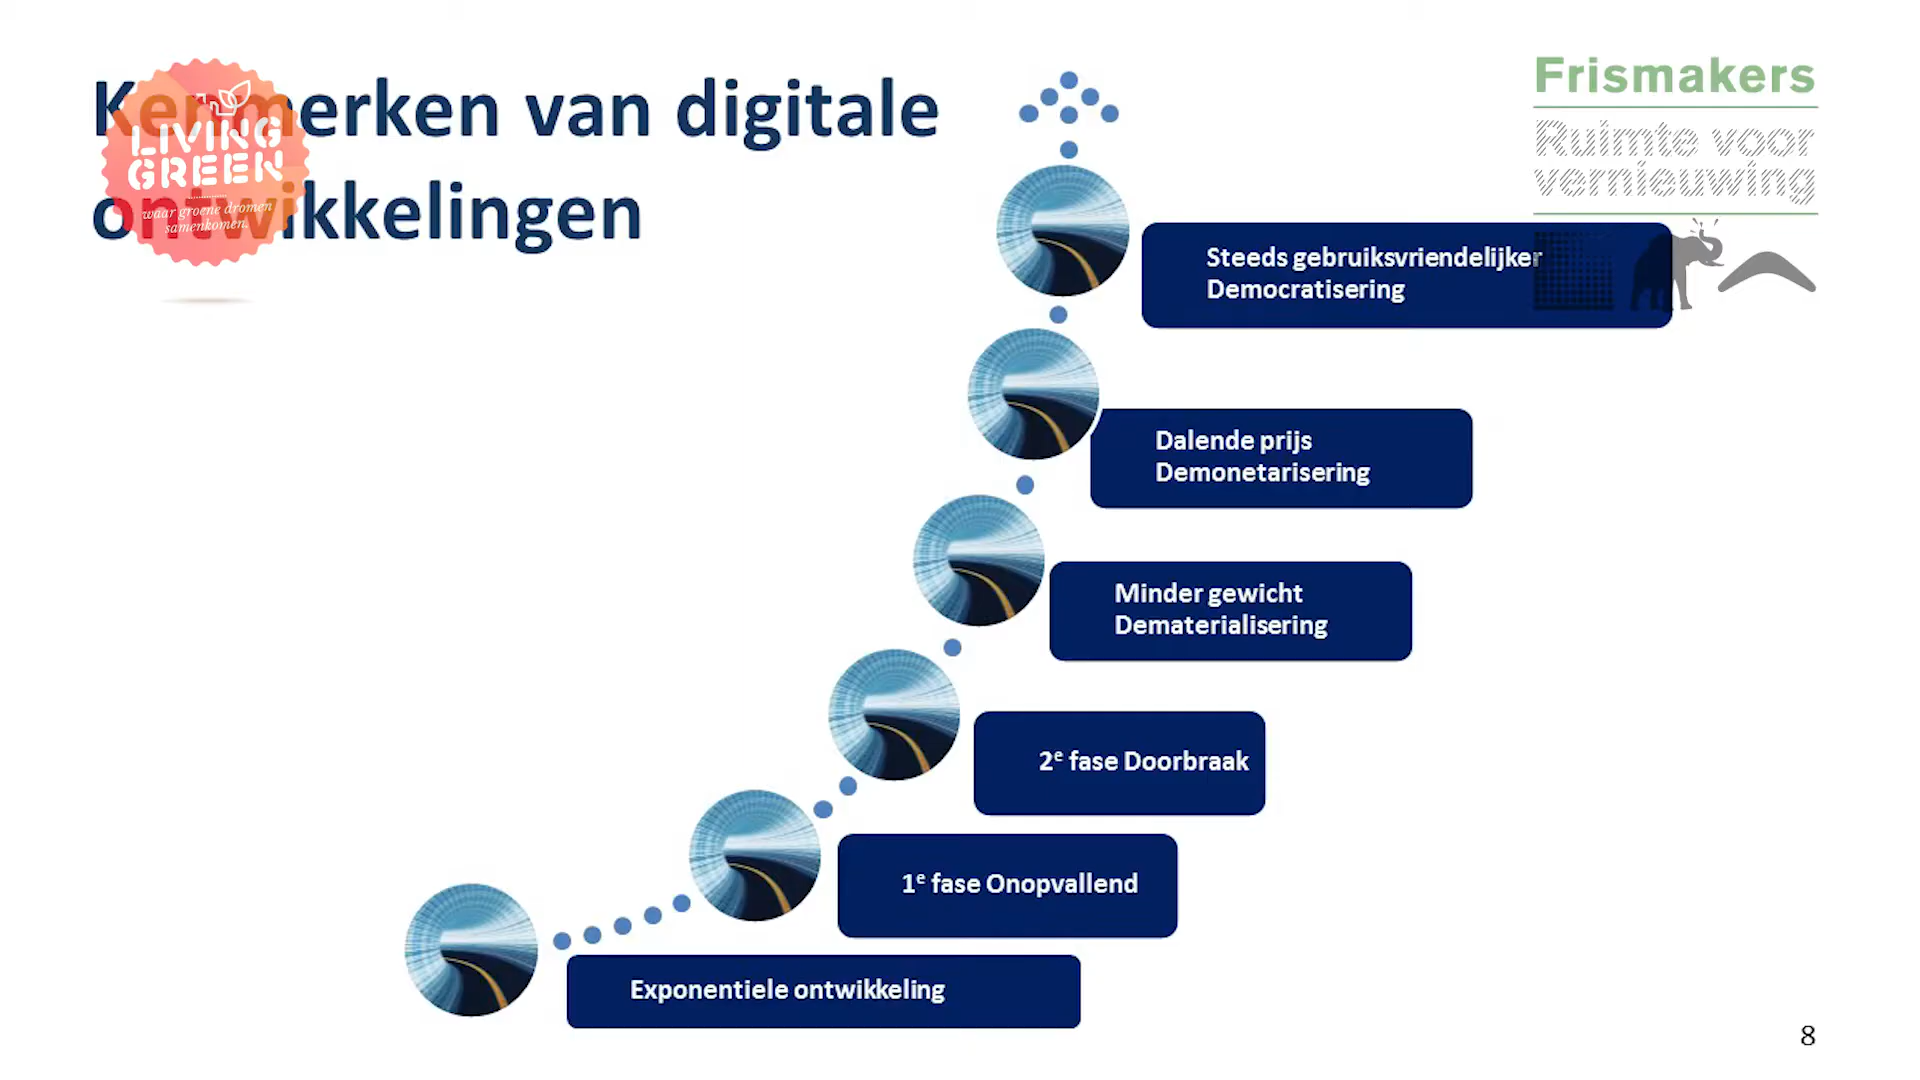 Kenmerken van digitale
ontwikkelingen
LIVING
GREEN
waar groene dromen
samenkomen.
Frismakers
Ruimte voor
vernieuwing
Steeds gebruiksvriendelijker
Democratisering
Dalende prijs
Demonetarisering
Minder gewicht
Dematerialisering
2e fase Doorbraak
1e fase Onopvallend
Exponentiele ontwikkeling
8